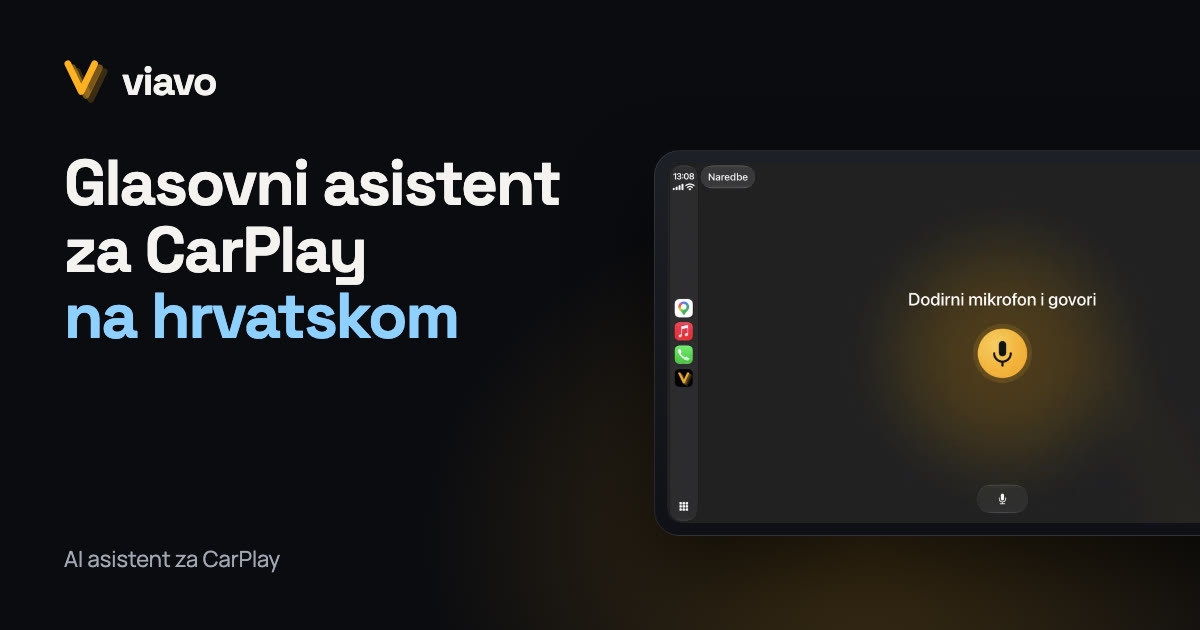 viavo
Glasovni asistent
za CarPlay
na hrvatskom
13:08
Naredbe
Dodirni mikrofon i govori
AI asistent za CarPlay